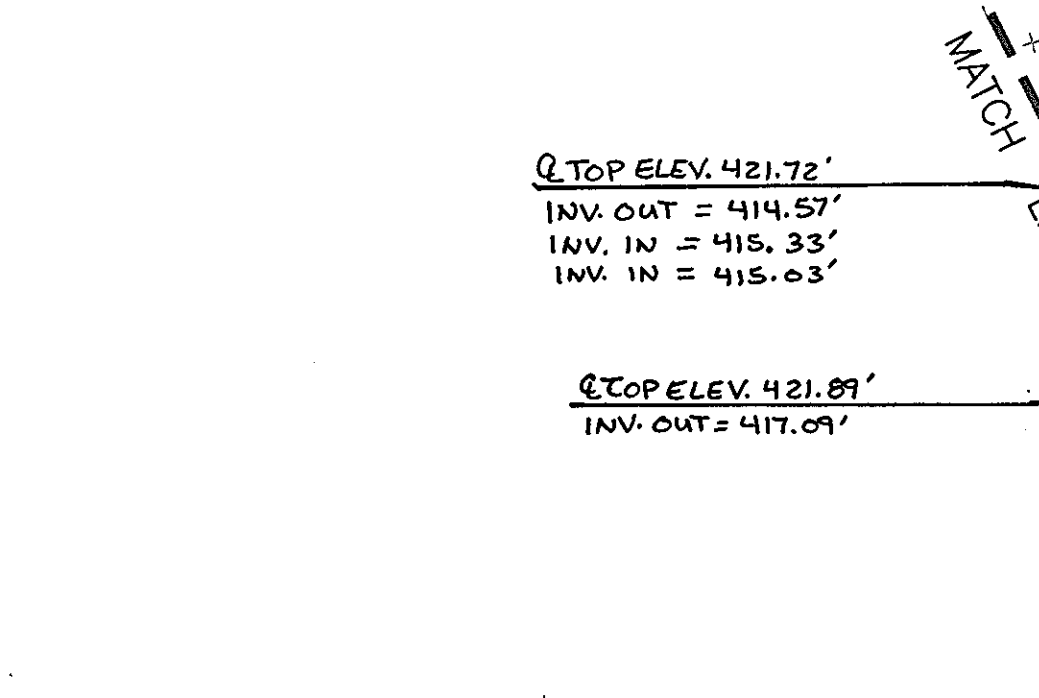 MATCH
℄ TOP ELEV. 421.72'
INV. OUT = 414.57'
INV. IN = 415.33'
INV. IN = 415.03'
℄ TOP ELEV. 421.89'
INV. OUT = 417.09'